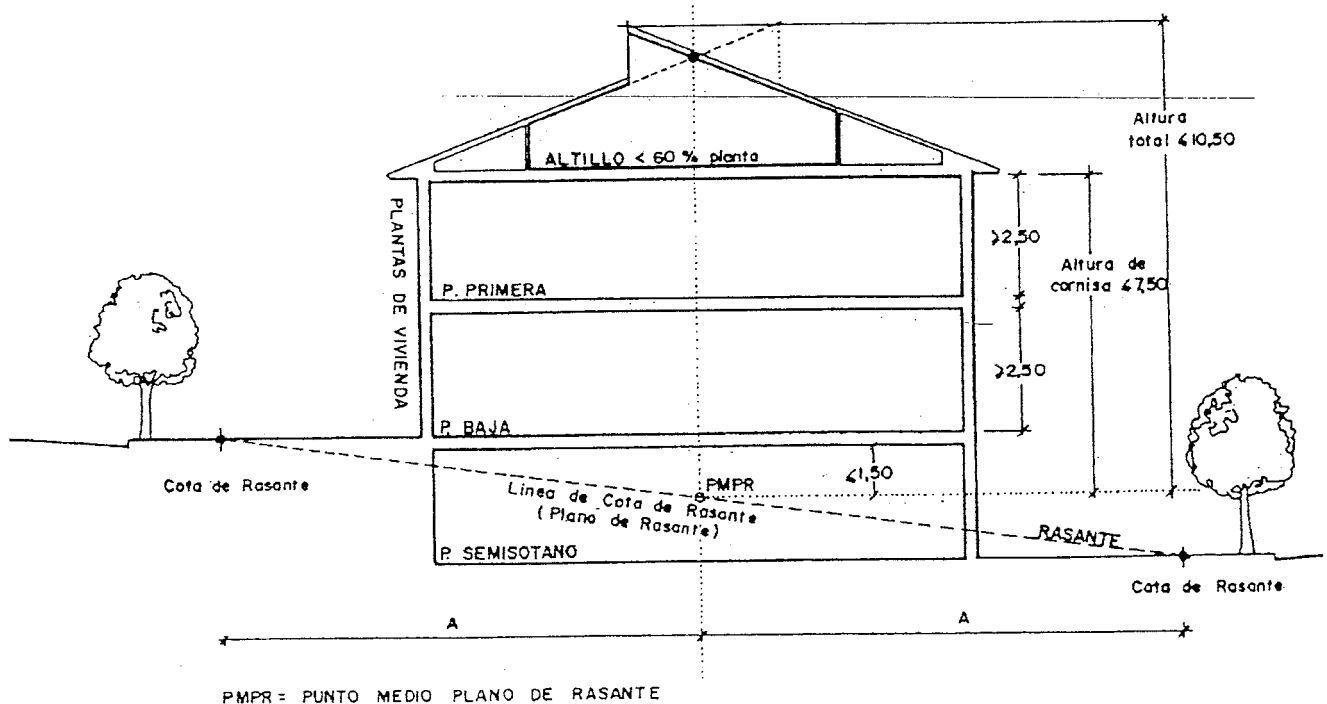 Altura
total ≤10,50
ALTILLO < 60 % planta
PLANTAS DE VIVIENDA
≥2,50
Altura de
cornisa ≤7,50
P. PRIMERA
≥2,50
P. BAJA
≤1,50
Cota de Rasante
PMPR
Linea de Cota de Rasante
(Plano de Rasante)
RASANTE
P. SEMISOTANO
Cota de Rasante
A
A
PMPR = PUNTO MEDIO PLANO DE RASANTE